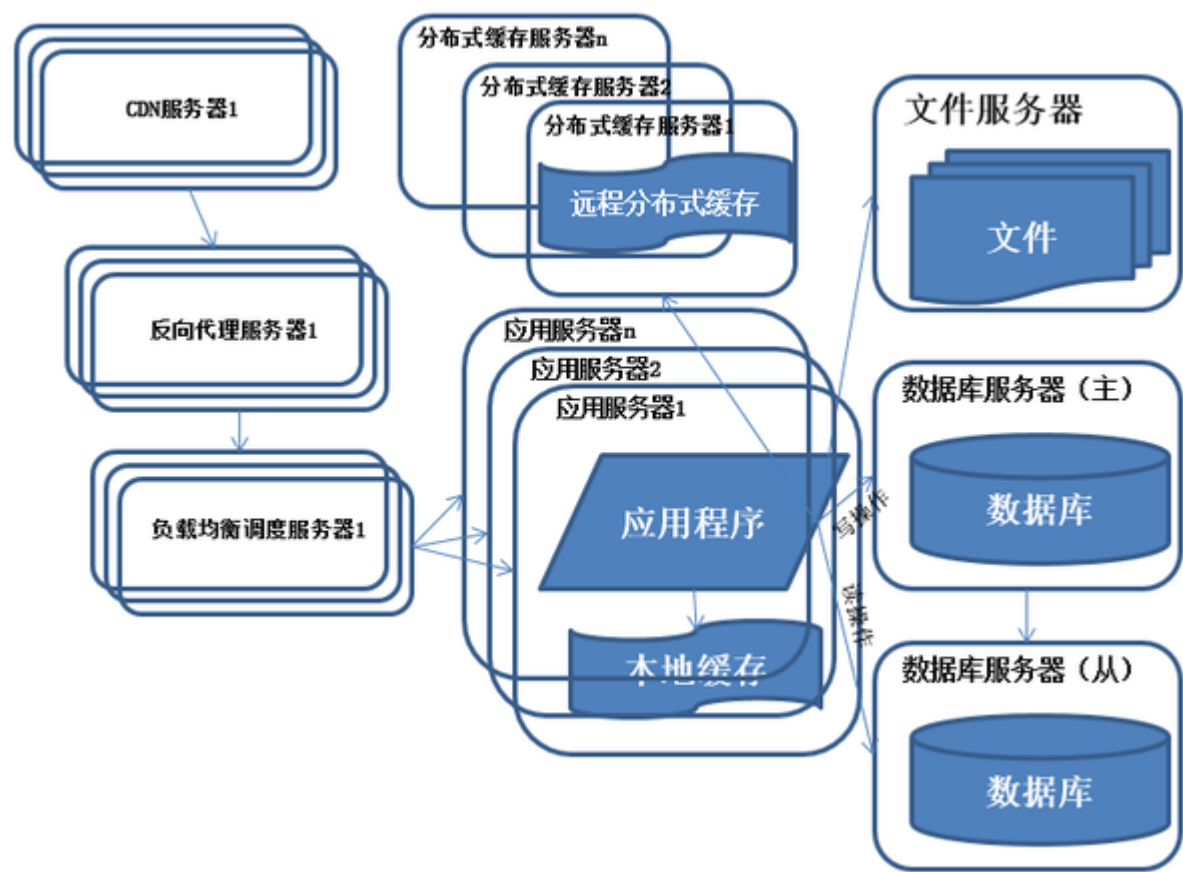 CDN服务器1
反向代理服务器1
负载均衡调度服务器1
分布式缓存服务器n
分布式缓存服务器2
分布式缓存服务器1
远程分布式缓存
应用服务器n
应用服务器2
应用服务器1
应用程序
本地缓存
写操作
读操作
文件服务器
文件
数据库服务器（主）
数据库
数据库服务器（从）
数据库